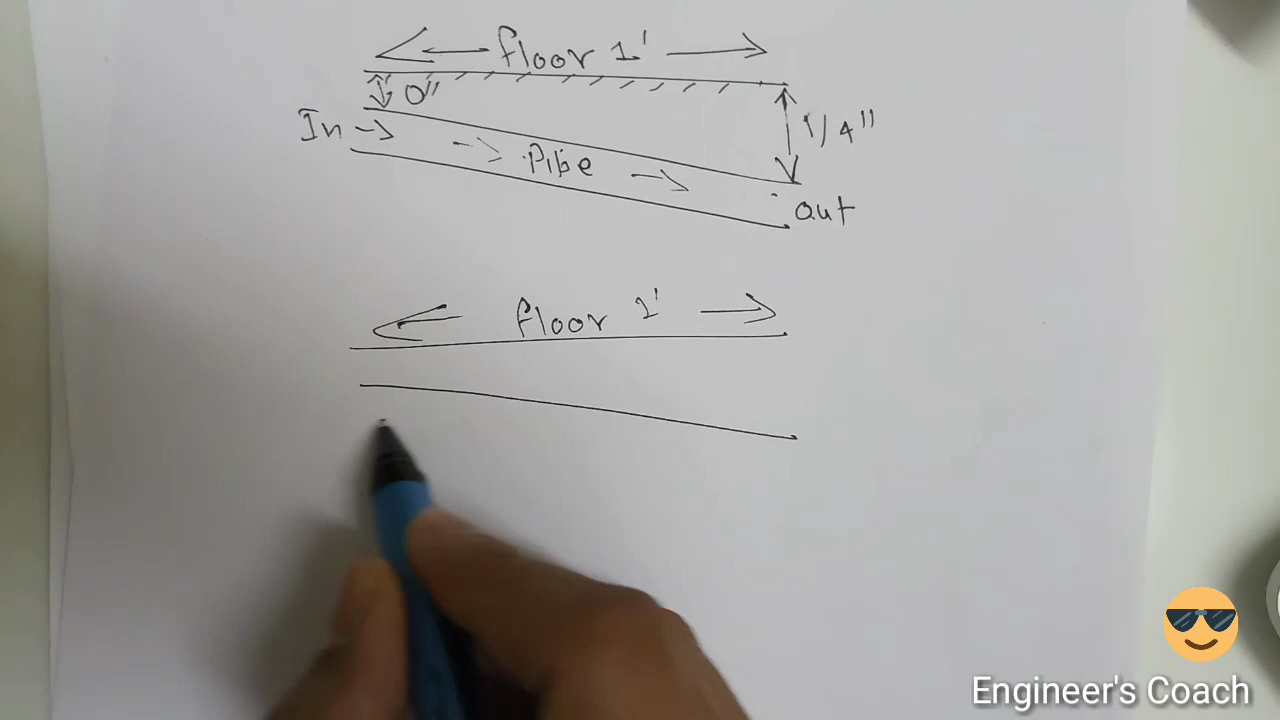 floor 1'
0"
In
Pipe
1/4"
out
floor 1'
Engineer's Coach